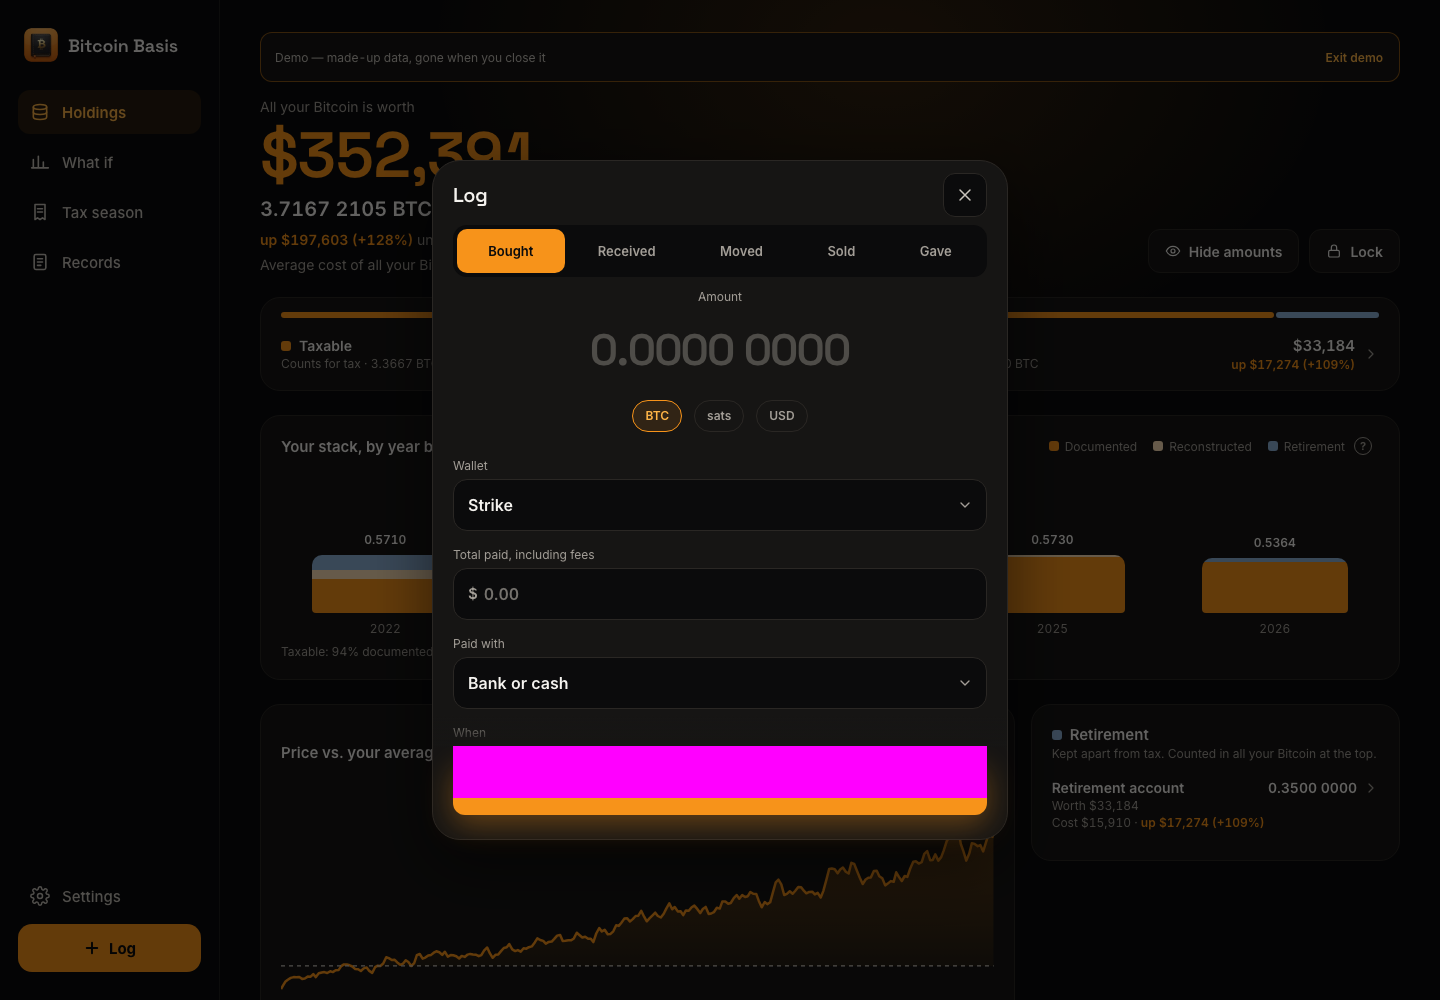 Bitcoin Basis
Holdings
What if
Tax season
Records
Settings
Log
Demo — made-up data, gone when you close it
Exit demo
All your Bitcoin is worth
$352,391
3.7167 2105 BTC
up $197,603 (+128%) un
Average cost of all your Bi
Hide amounts
Lock
Taxable
Counts for tax · 3.3667 BT
BTC
$33,184
up $17,274 (+109%)
Your stack, by year b
Documented
Reconstructed
Retirement
?
0.5710
0.5730
0.5364
2022
2025
2026
Taxable: 94% documented
Price vs. your averag
Retirement
Kept apart from tax. Counted in all your Bitcoin at the top.
Retirement account
0.3500 0000
Worth $33,184
Cost $15,910 · up $17,274 (+109%)
Log
Bought
Received
Moved
Sold
Gave
Amount
0.0000 0000
BTC
sats
USD
Wallet
Strike
Total paid, including fees
$ 0.00
Paid with
Bank or cash
When